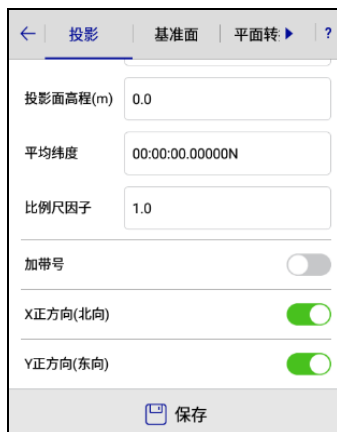 投影 基准面 平面转 ?
投影面高程(m) 0.0
平均纬度 00:00:00.00000N
比例尺因子 1.0
加带号
X正方向(北向)
Y正方向(东向)
保存